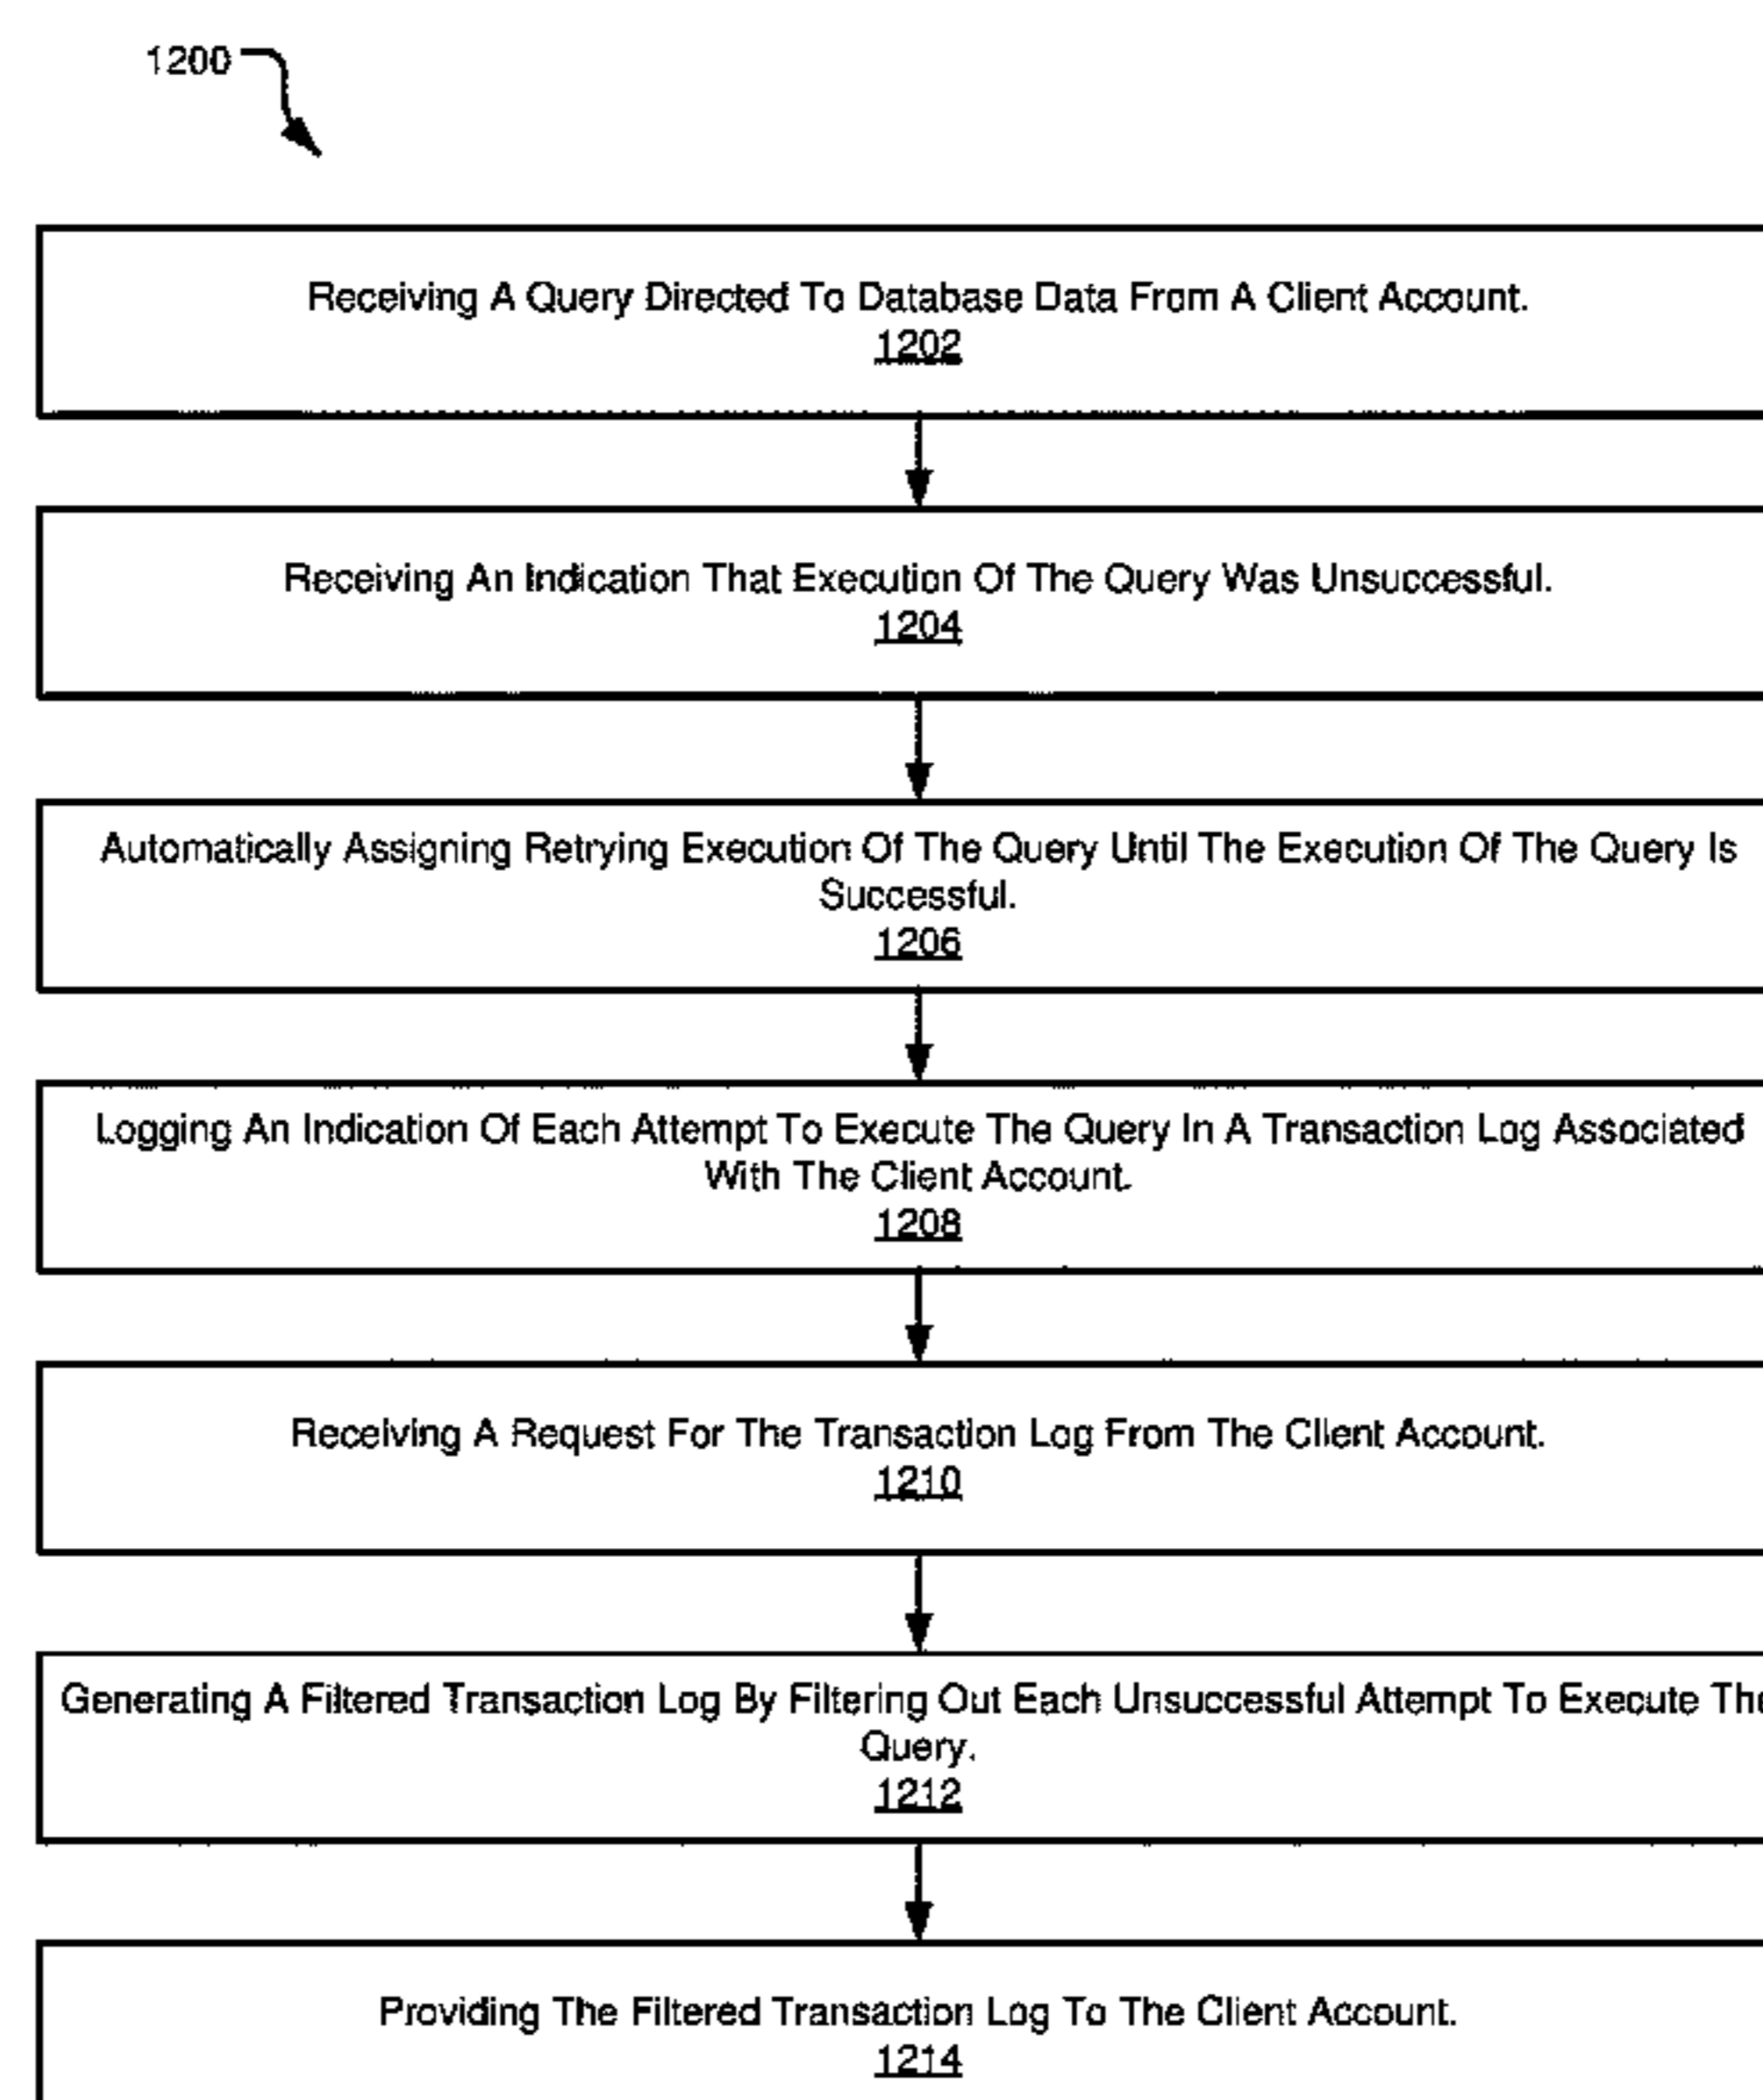 1200
Receiving A Query Directed To Database Data From A Client Account.
1202
Receiving An Indication That Execution Of The Query Was Unsuccessful.
1204
Automatically Assigning Retrying Execution Of The Query Until The Execution Of The Query Is
Successful.
1206
Logging An Indication Of Each Attempt To Execute The Query In A Transaction Log Associated
With The Client Account.
1208
Receiving A Request For The Transaction Log From The Client Account.
1210
Generating A Filtered Transaction Log By Filtering Out Each Unsuccessful Attempt To Execute The
Query.
1212
Providing The Filtered Transaction Log To The Client Account.
1214